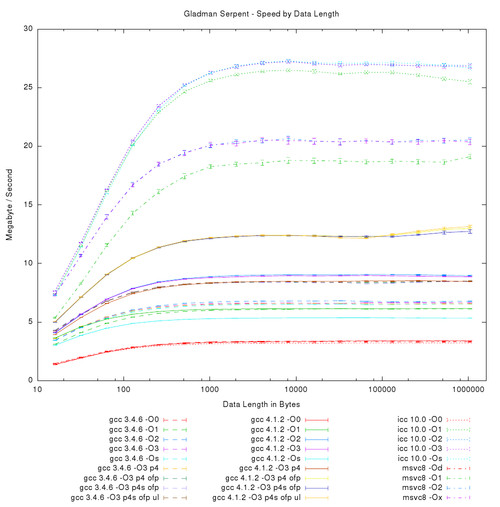 Gladman Serpent - Speed by Data Length
Megabyte / Second
30
25
20
15
10
5
0
10 100 1000 10000 100000 1000000
Data Length in Bytes
gcc 3.4.6 -O0 gcc 4.1.2 -O0 icc 10.0 -O0
gcc 3.4.6 -O1 gcc 4.1.2 -O1 icc 10.0 -O1
gcc 3.4.6 -O2 gcc 4.1.2 -O2 icc 10.0 -O2
gcc 3.4.6 -O3 gcc 4.1.2 -O3 icc 10.0 -O3
gcc 3.4.6 -Os gcc 4.1.2 -Os icc 10.0 -Os
gcc 3.4.6 -O3 p4 gcc 4.1.2 -O3 p4 msvc8 -Od
gcc 3.4.6 -O3 p4 ofp gcc 4.1.2 -O3 p4 ofp msvc8 -O1
gcc 3.4.6 -O3 p4s ofp gcc 4.1.2 -O3 p4s ofp msvc8 -O2
gcc 3.4.6 -O3 p4s ofp ul gcc 4.1.2 -O3 p4s ofp ul msvc8 -Ox